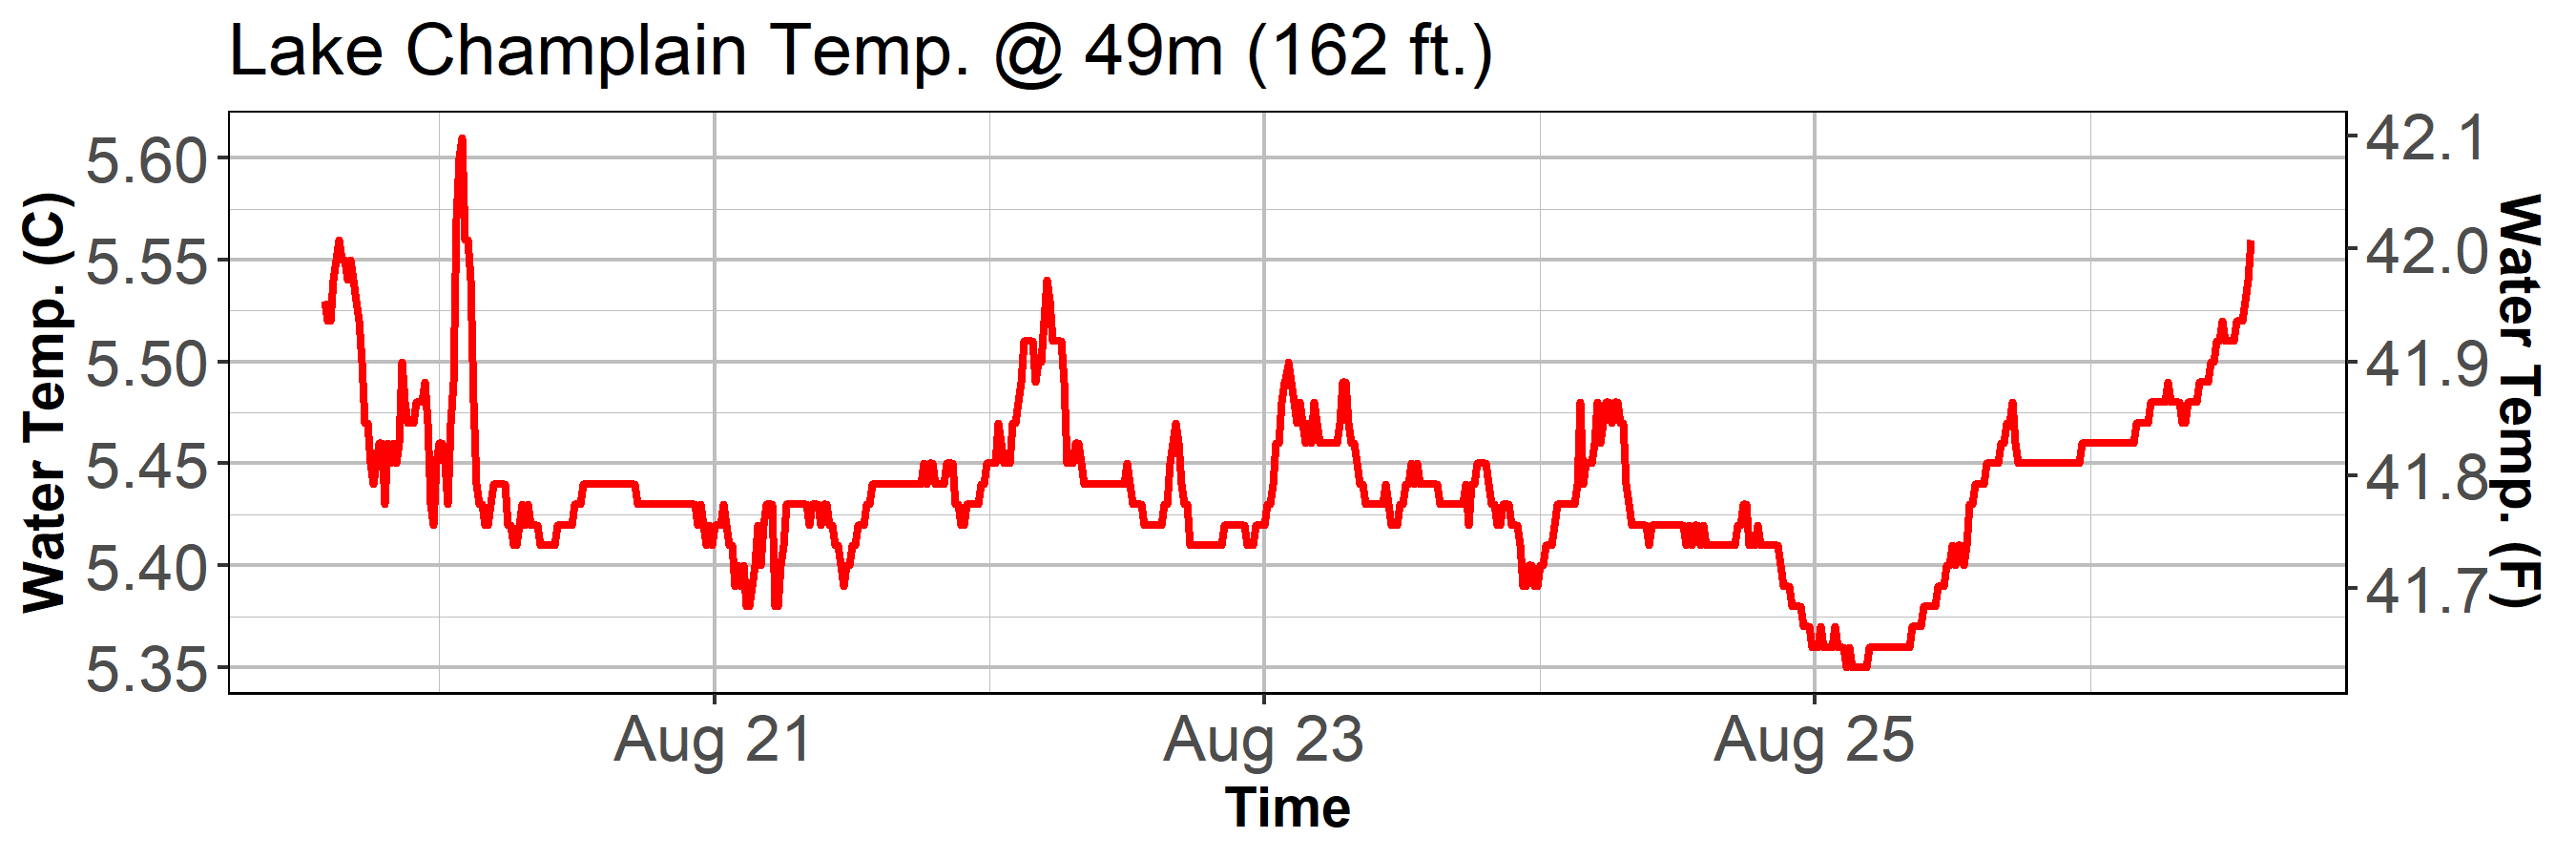 Lake Champlain Temp. @ 49m (162 ft.)
Water Temp. (C)
5.60
5.55
5.50
5.45
5.40
5.35
42.1
42.0
41.9
41.8
41.7
Water Temp. (F)
Aug 21
Aug 23
Aug 25
Time